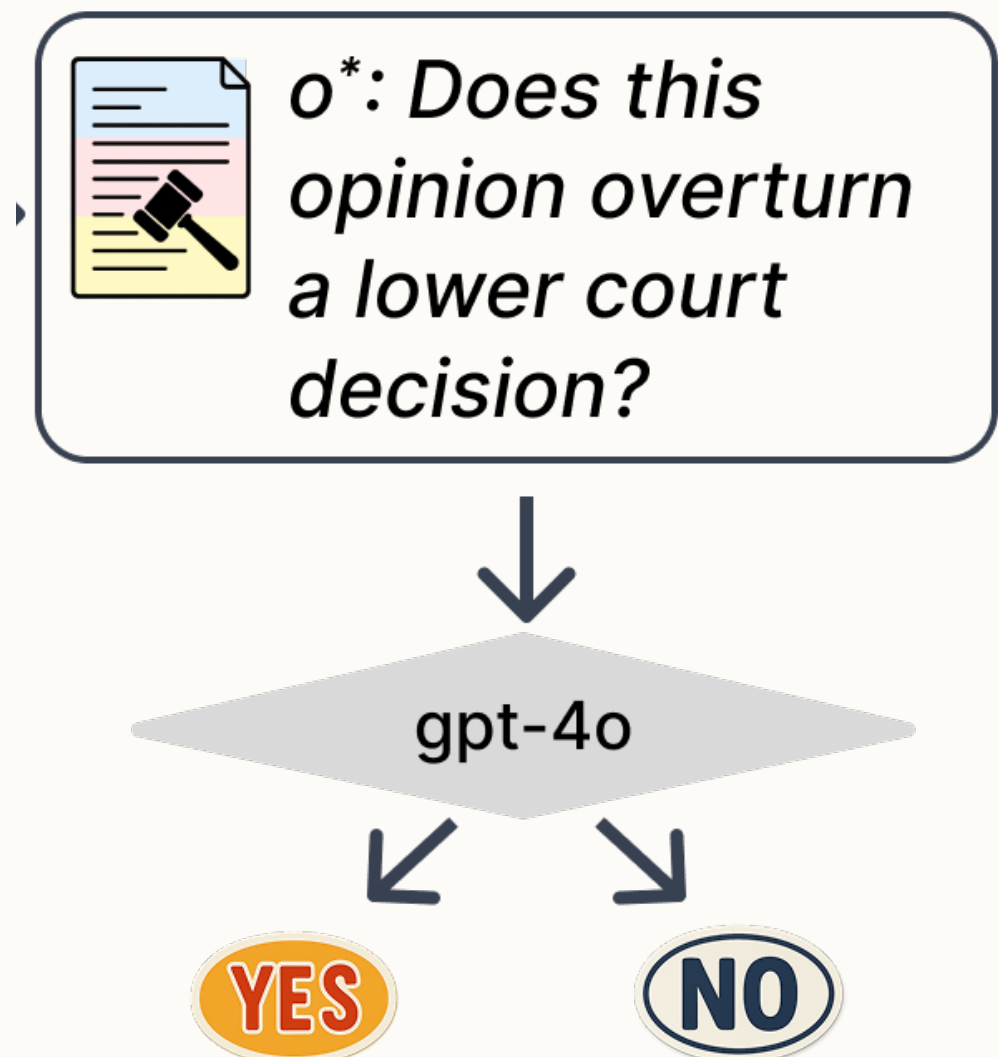 o*: Does this
opinion overturn
a lower court
decision?
gpt-4o
YES
NO